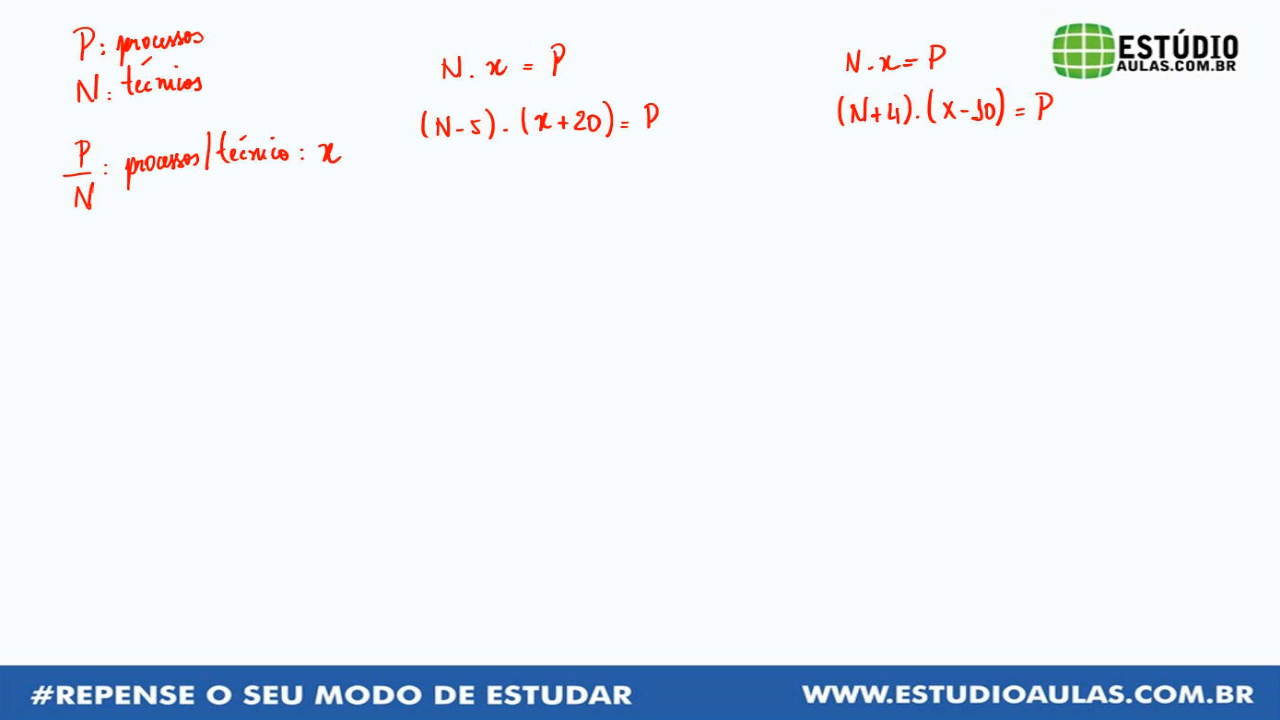 P: processos
N: técnicos
P/N : processos/técnico: x
N . x = P
(N-5) . (x+20) = P
N . x = P
(N+4) . (x-10) = P
ESTÚDIO
AULAS.COM.BR
#REPENSE O SEU MODO DE ESTUDAR
WWW.ESTUDIOAULAS.COM.BR